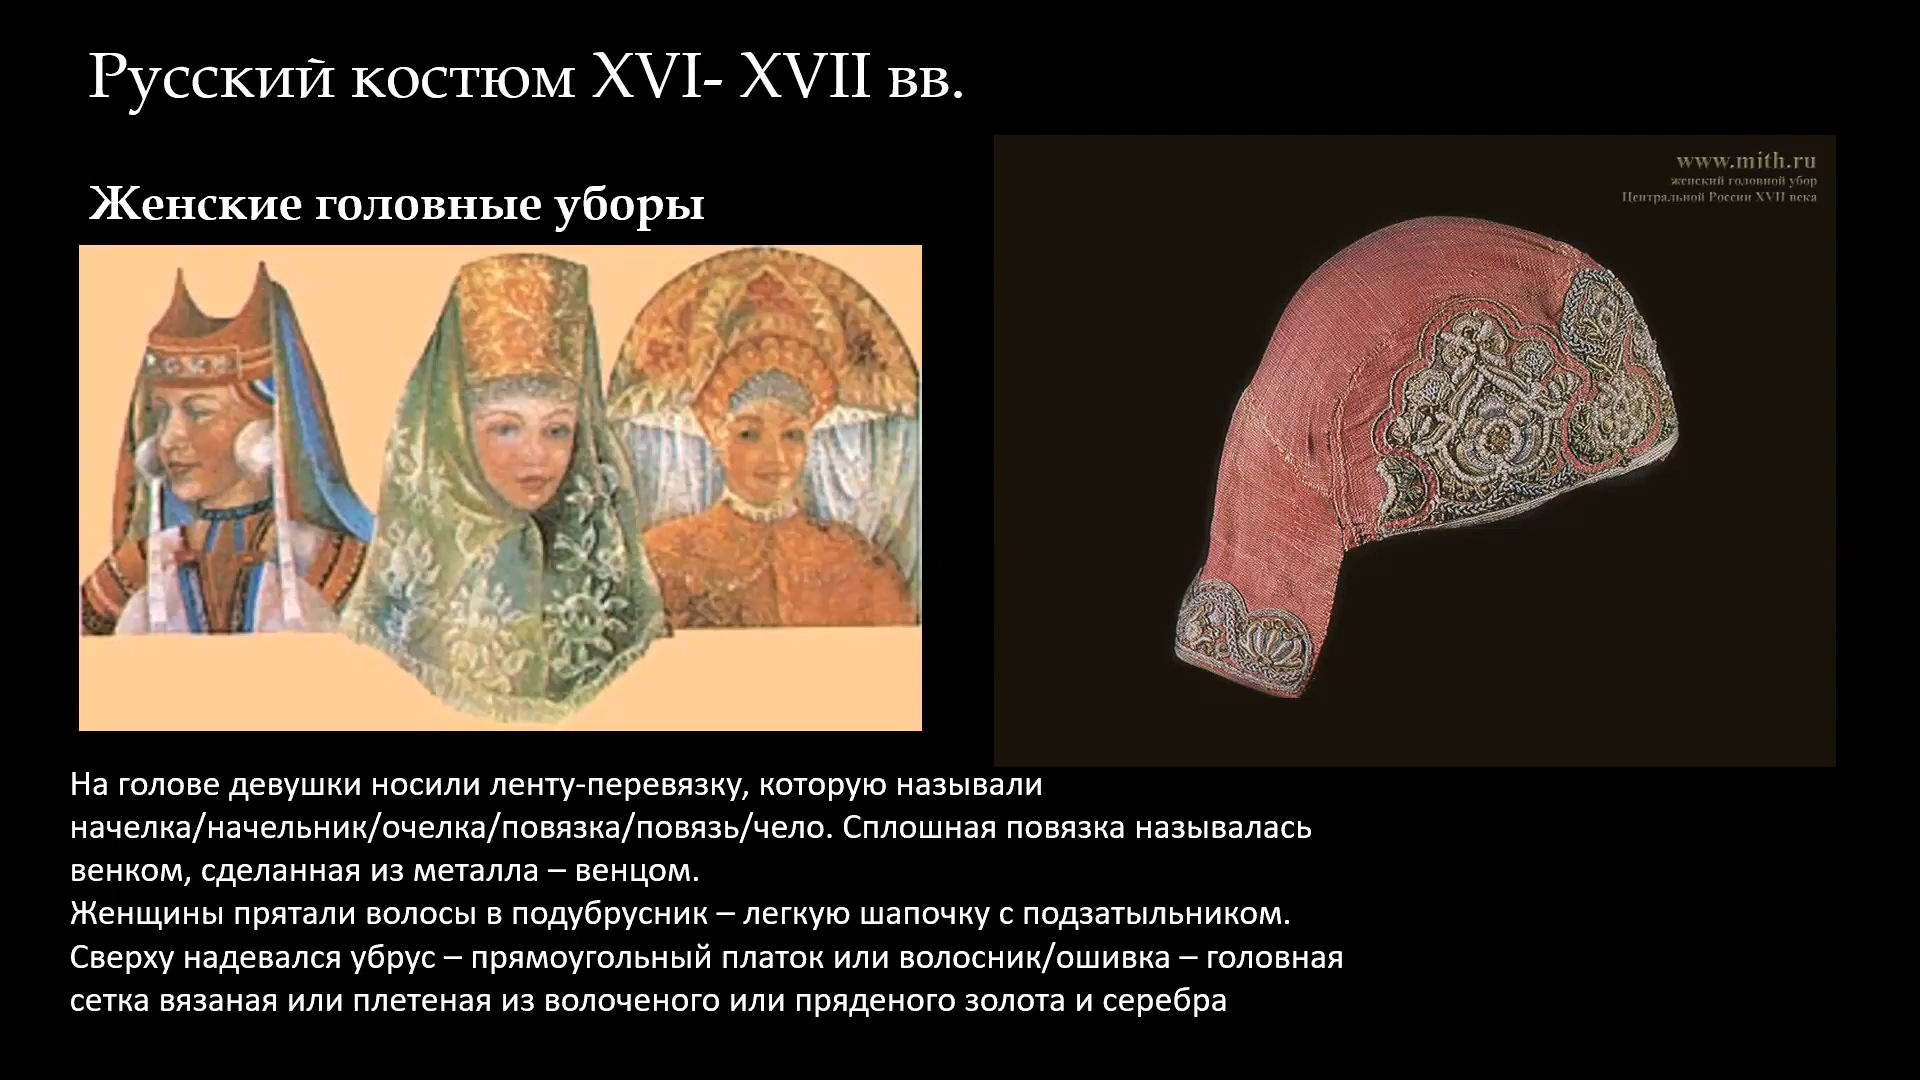 Русский костюм XVI- XVII вв.
Женские головные уборы
www.mith.ru
женский головной убор
Центральной России XVII века
На голове девушки носили ленту-перевязку, которую называли
начелка/начельник/очелка/повязка/повязь/чело. Сплошная повязка называлась
венком, сделанная из металла – венцом.
Женщины прятали волосы в подубрусник – легкую шапочку с подзатыльником.
Сверху надевался убрус – прямоугольный платок или волосник/ошивка – головная
сетка вязаная или плетеная из волоченого или пряденого золота и серебра